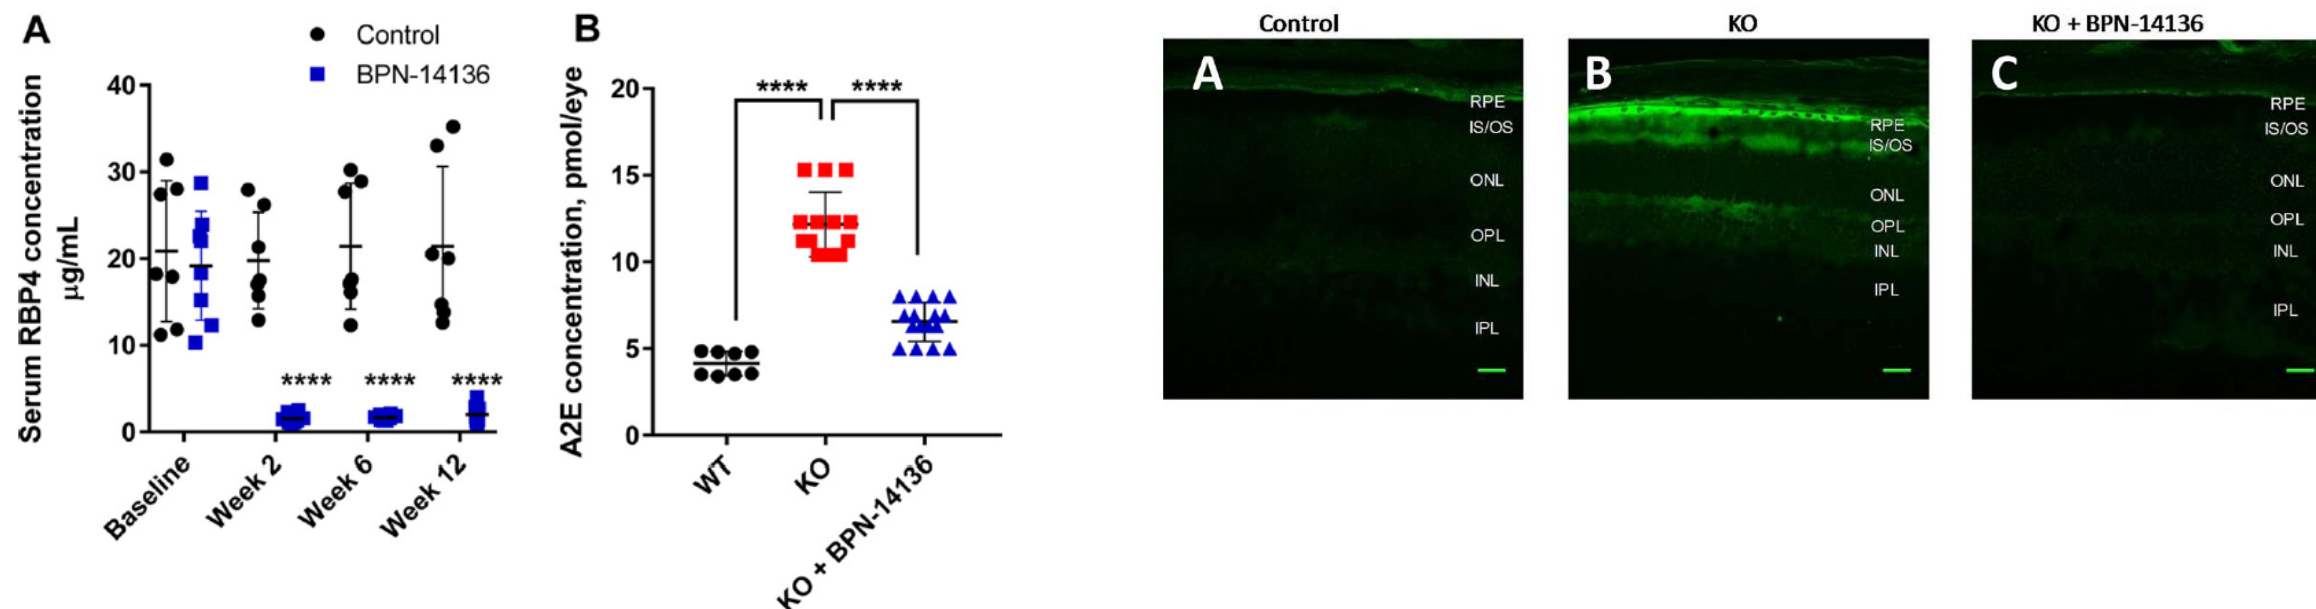 A
Control
BPN-14136
Serum RBP4 concentration
µg/mL
40
30
20
10
0
****
****
****
Baseline
Week 2
Week 6
Week 12
B
A2E concentration, pmol/eye
20
15
10
5
0
****
****
WT
KO
KO + BPN-14136
Control
A
RPE
IS/OS
ONL
OPL
INL
IPL
KO
B
RPE
IS/OS
ONL
OPL
INL
IPL
KO + BPN-14136
C
RPE
IS/OS
ONL
OPL
INL
IPL